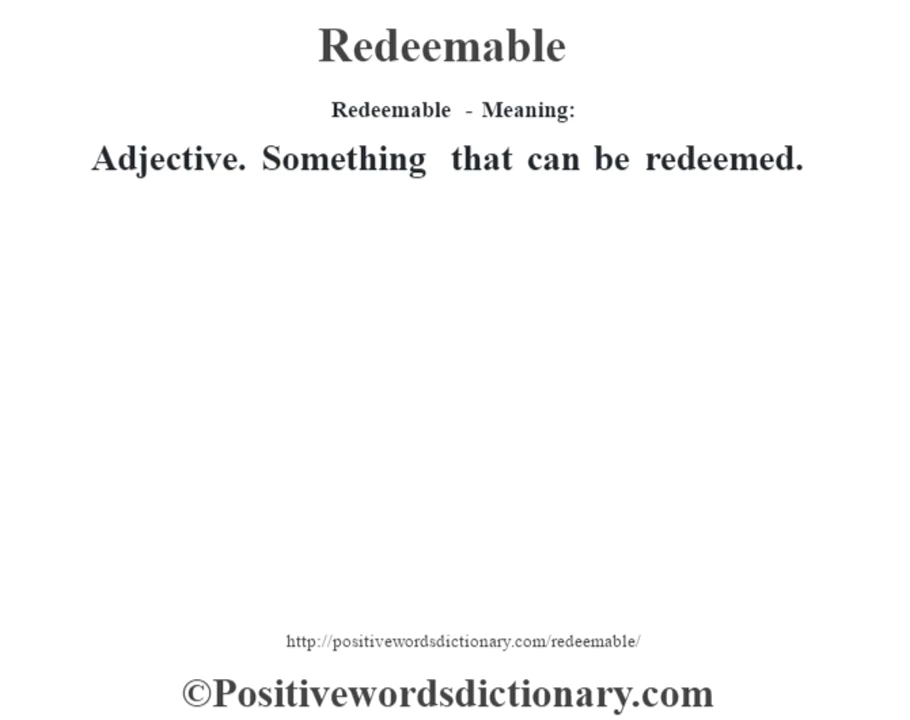 Redeemable
Redeemable - Meaning:
Adjective. Something that can be redeemed.
http://positivewordsdictionary.com/redeemable/
©Positivewordsdictionary.com